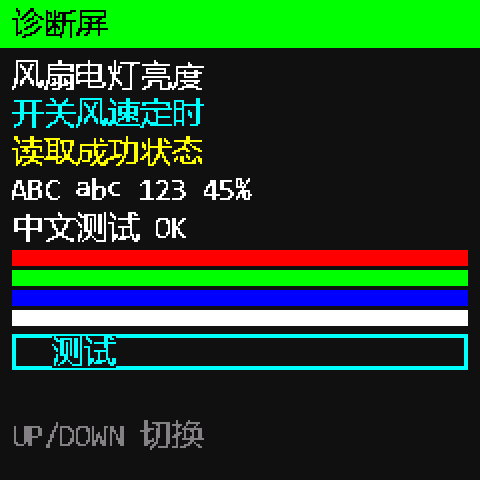 诊断屏
风扇电灯亮度
开关风速定时
读取成功状态
ABC abc 123 45%
中文测试 OK
测试
UP/DOWN 切换